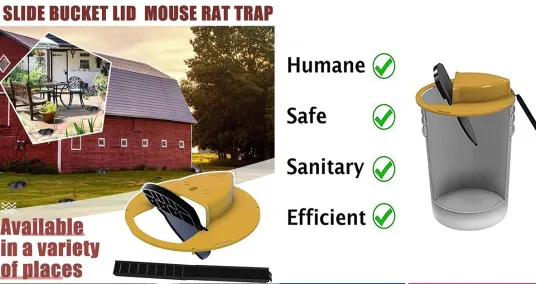 SLIDE BUCKET LID MOUSE RAT TRAP
Humane
Safe
Sanitary
Efficient
Available
in a variety
of places